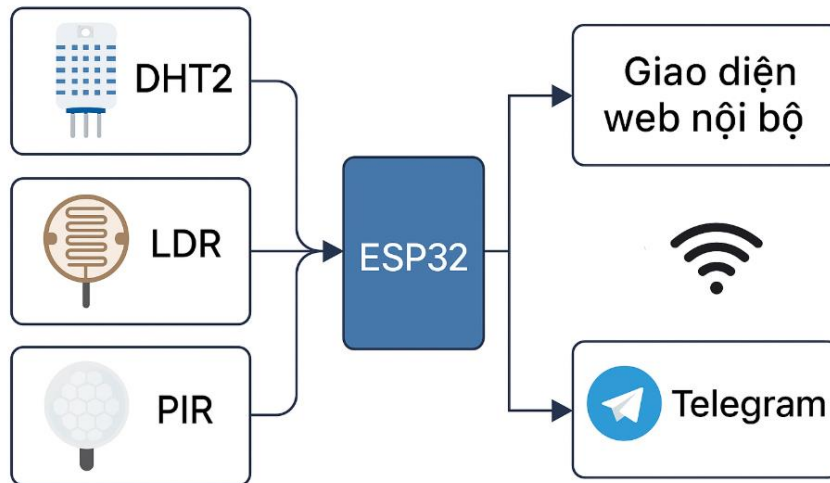 DHT2
LDR
PIR
ESP32
Giao diện
web nội bộ
Telegram